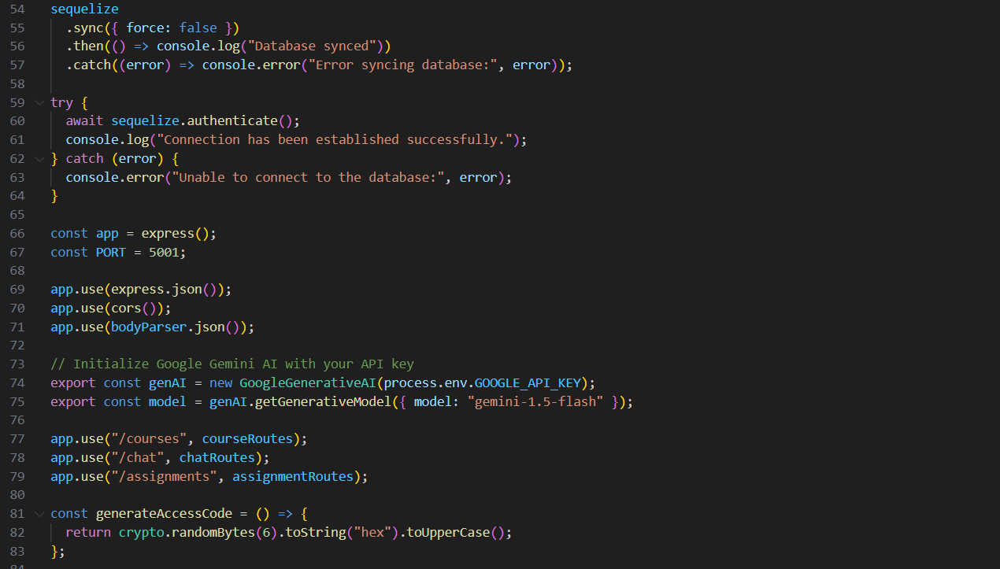 54 sequelize
55   .sync({ force: false })
56   .then(() => console.log("Database synced"))
57   .catch((error) => console.error("Error syncing database:", error));
58
59 try {
60   await sequelize.authenticate();
61   console.log("Connection has been established successfully.");
62 } catch (error) {
63   console.error("Unable to connect to the database:", error);
64 }
65
66 const app = express();
67 const PORT = 5001;
68
69 app.use(express.json());
70 app.use(cors());
71 app.use(bodyParser.json());
72
73 // Initialize Google Gemini AI with your API key
74 export const genAI = new GoogleGenerativeAI(process.env.GOOGLE_API_KEY);
75 export const model = genAI.getGenerativeModel({ model: "gemini-1.5-flash" });
76
77 app.use("/courses", courseRoutes);
78 app.use("/chat", chatRoutes);
79 app.use("/assignments", assignmentRoutes);
80
81 const generateAccessCode = () => {
82   return crypto.randomBytes(6).toString("hex").toUpperCase();
83 };
84